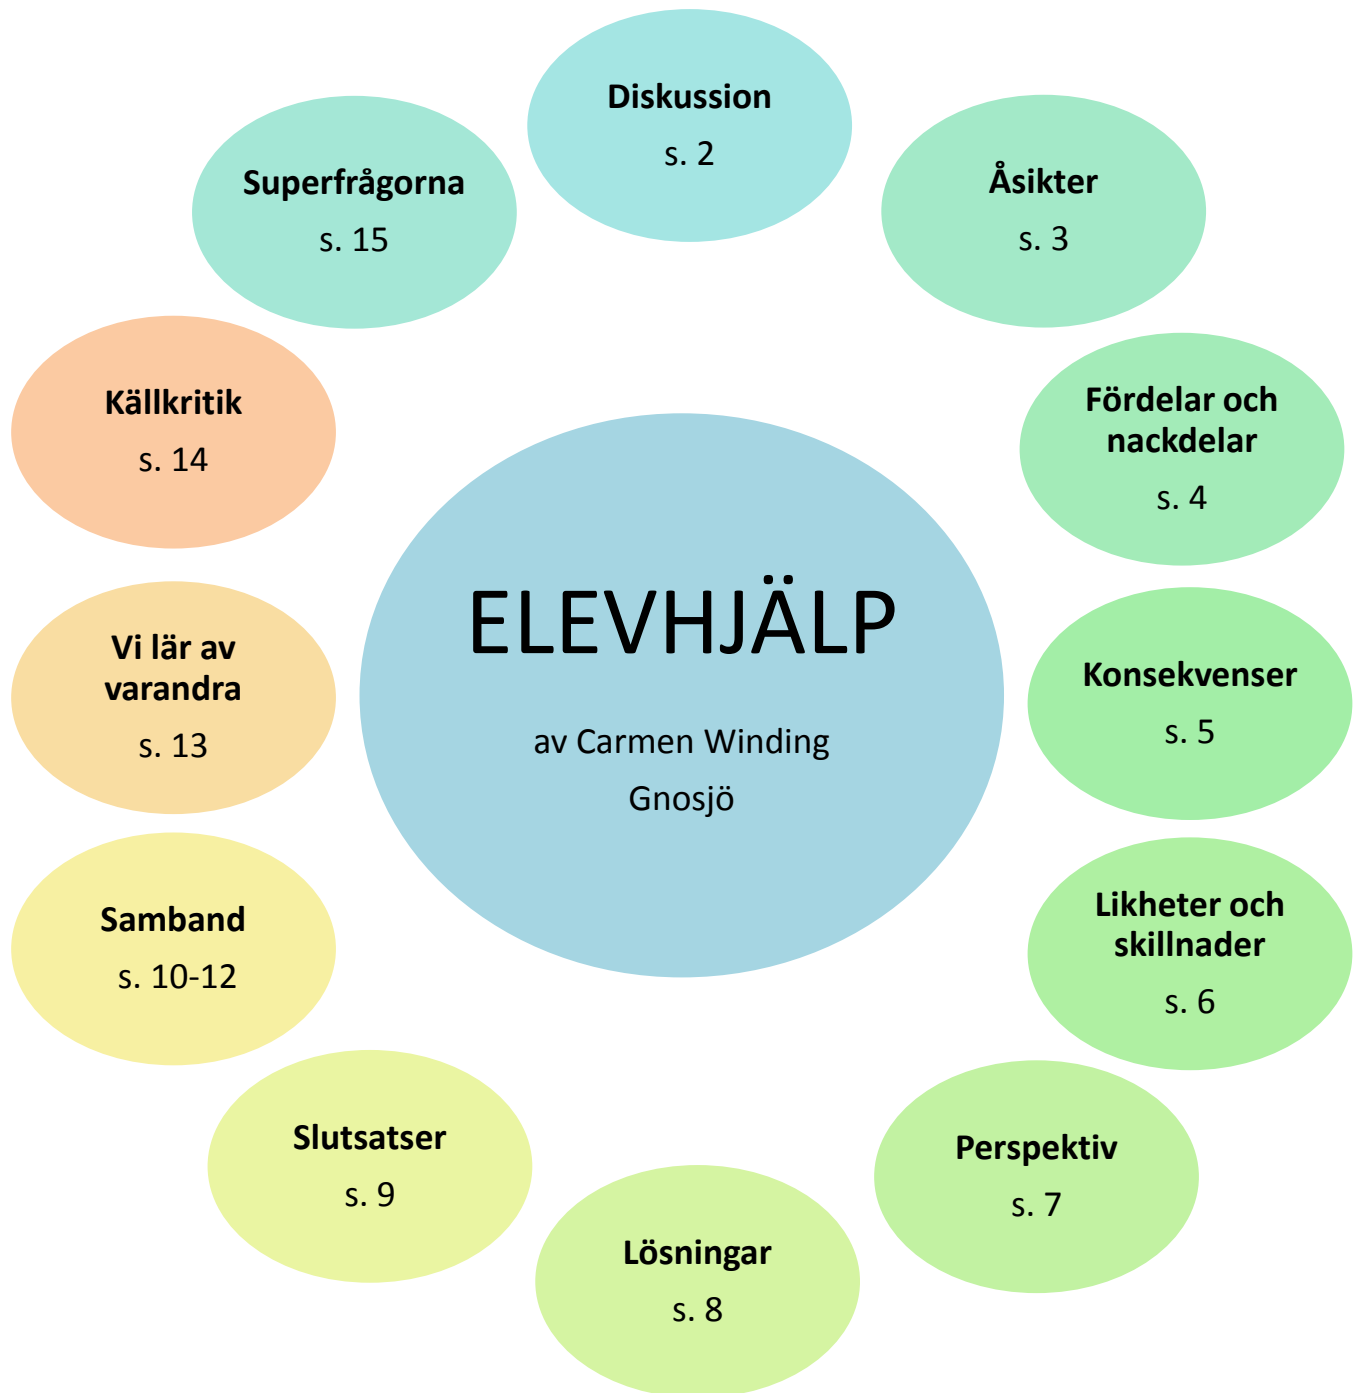 Diskussion
s. 2
Åsikter
s. 3
Fördelar och
nackdelar
s. 4
Konsekvenser
s. 5
Likheter och
skillnader
s. 6
Perspektiv
s. 7
Lösningar
s. 8
Slutsatser
s. 9
Samband
s. 10-12
Vi lär av
varandra
s. 13
Källkritik
s. 14
Superfrågorna
s. 15
ELEVHJÄLP
av Carmen Winding
Gnosjö